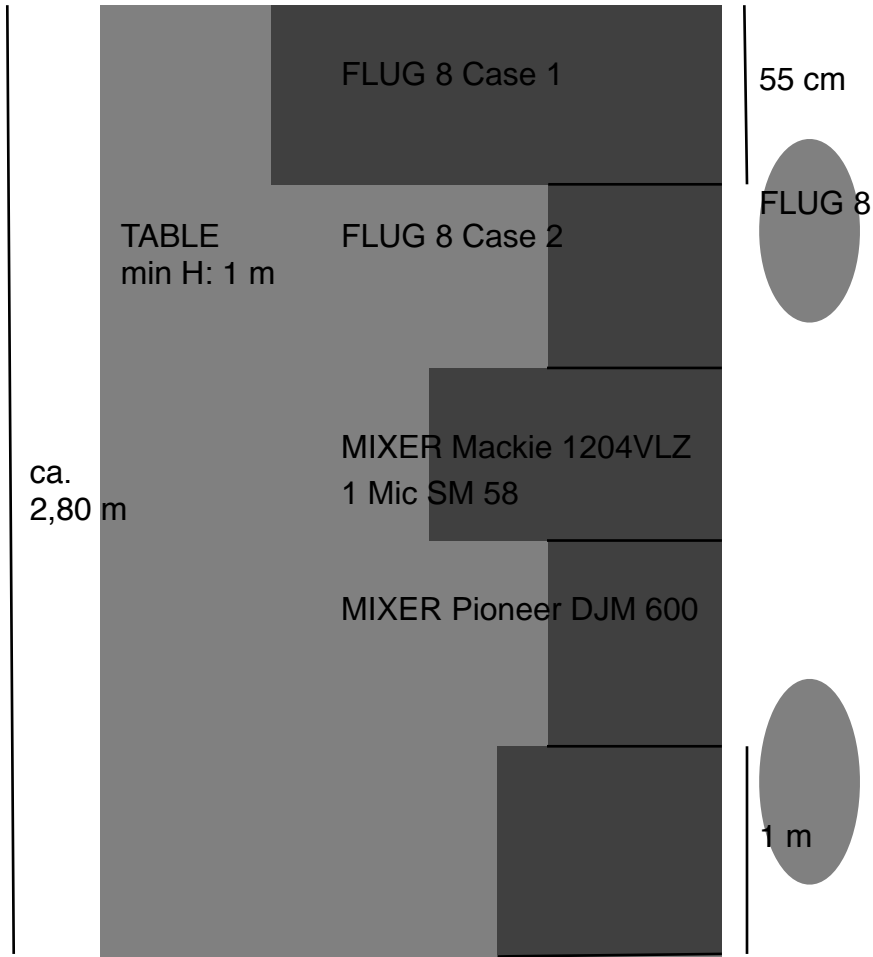 FLUG 8 Case 1
55 cm
FLUG 8
TABLE
min H: 1 m
FLUG 8 Case 2
MIXER Mackie 1204VLZ
1 Mic SM 58
ca.
2,80 m
MIXER Pioneer DJM 600
1 m